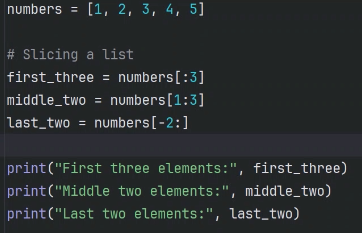 numbers = [1, 2, 3, 4, 5]
# Slicing a list
first_three = numbers[:3]
middle_two = numbers[1:3]
last_two = numbers[-2:]
print("First three elements:", first_three)
print("Middle two elements:", middle_two)
print("Last two elements:", last_two)